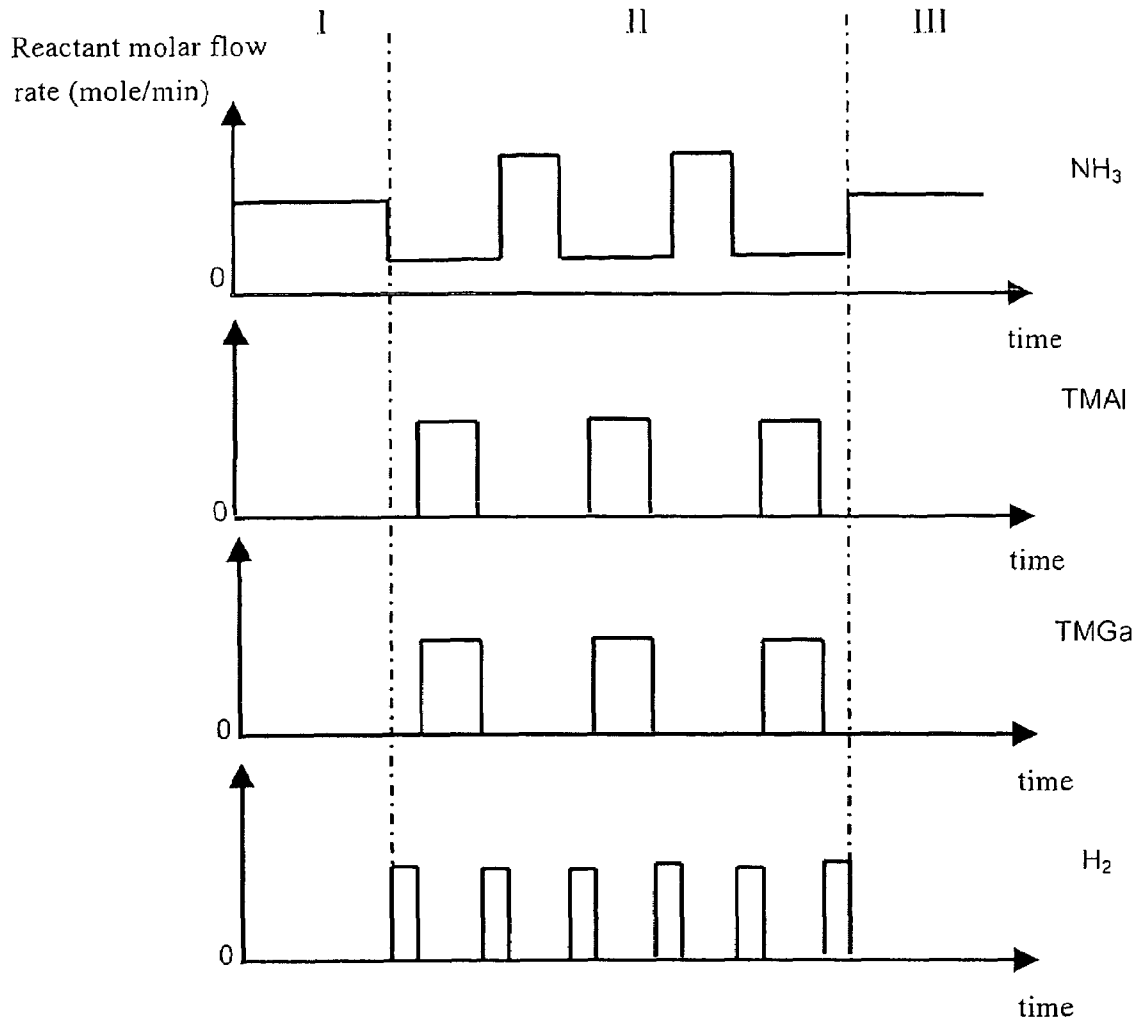 I II III
Reactant molar flow
rate (mole/min)
NH₃
0
time
TMAl
0
time
TMGa
0
time
H₂
0
time